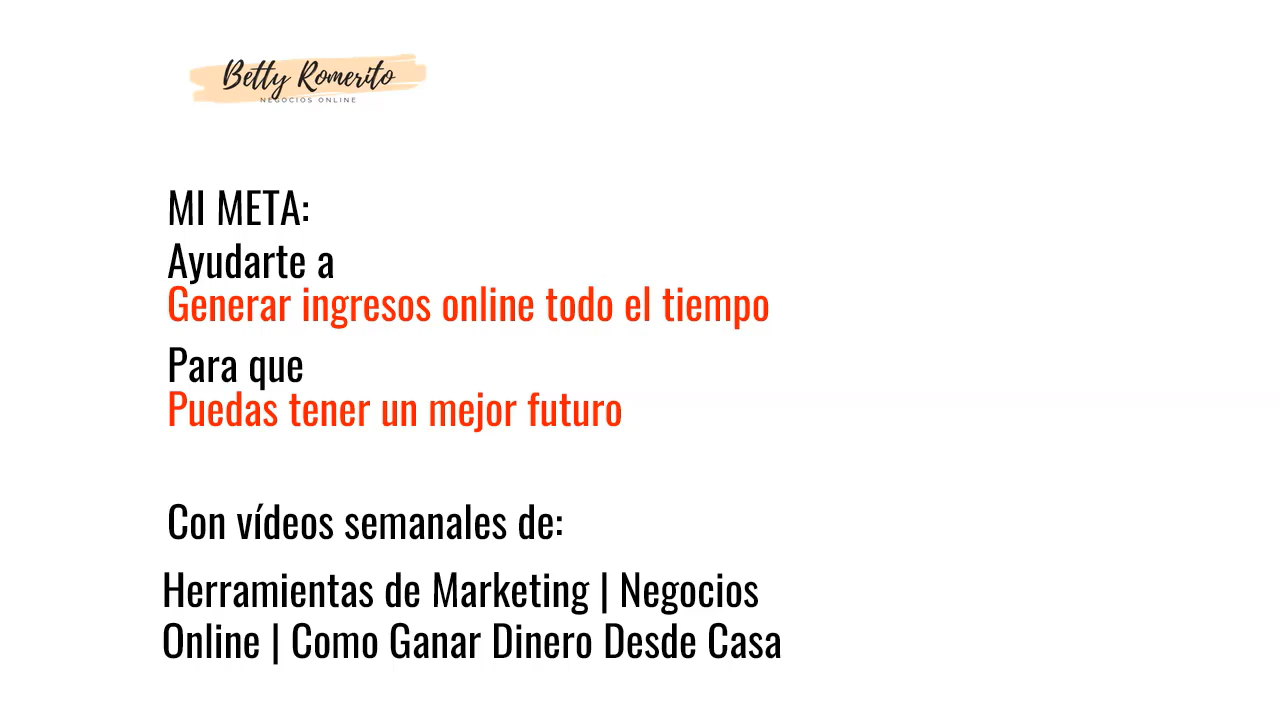 Betty Romerito
NEGOCIOS ONLINE
MI META:
Ayudarte a
Generar ingresos online todo el tiempo
Para que
Puedas tener un mejor futuro
Con vídeos semanales de:
Herramientas de Marketing | Negocios
Online | Como Ganar Dinero Desde Casa